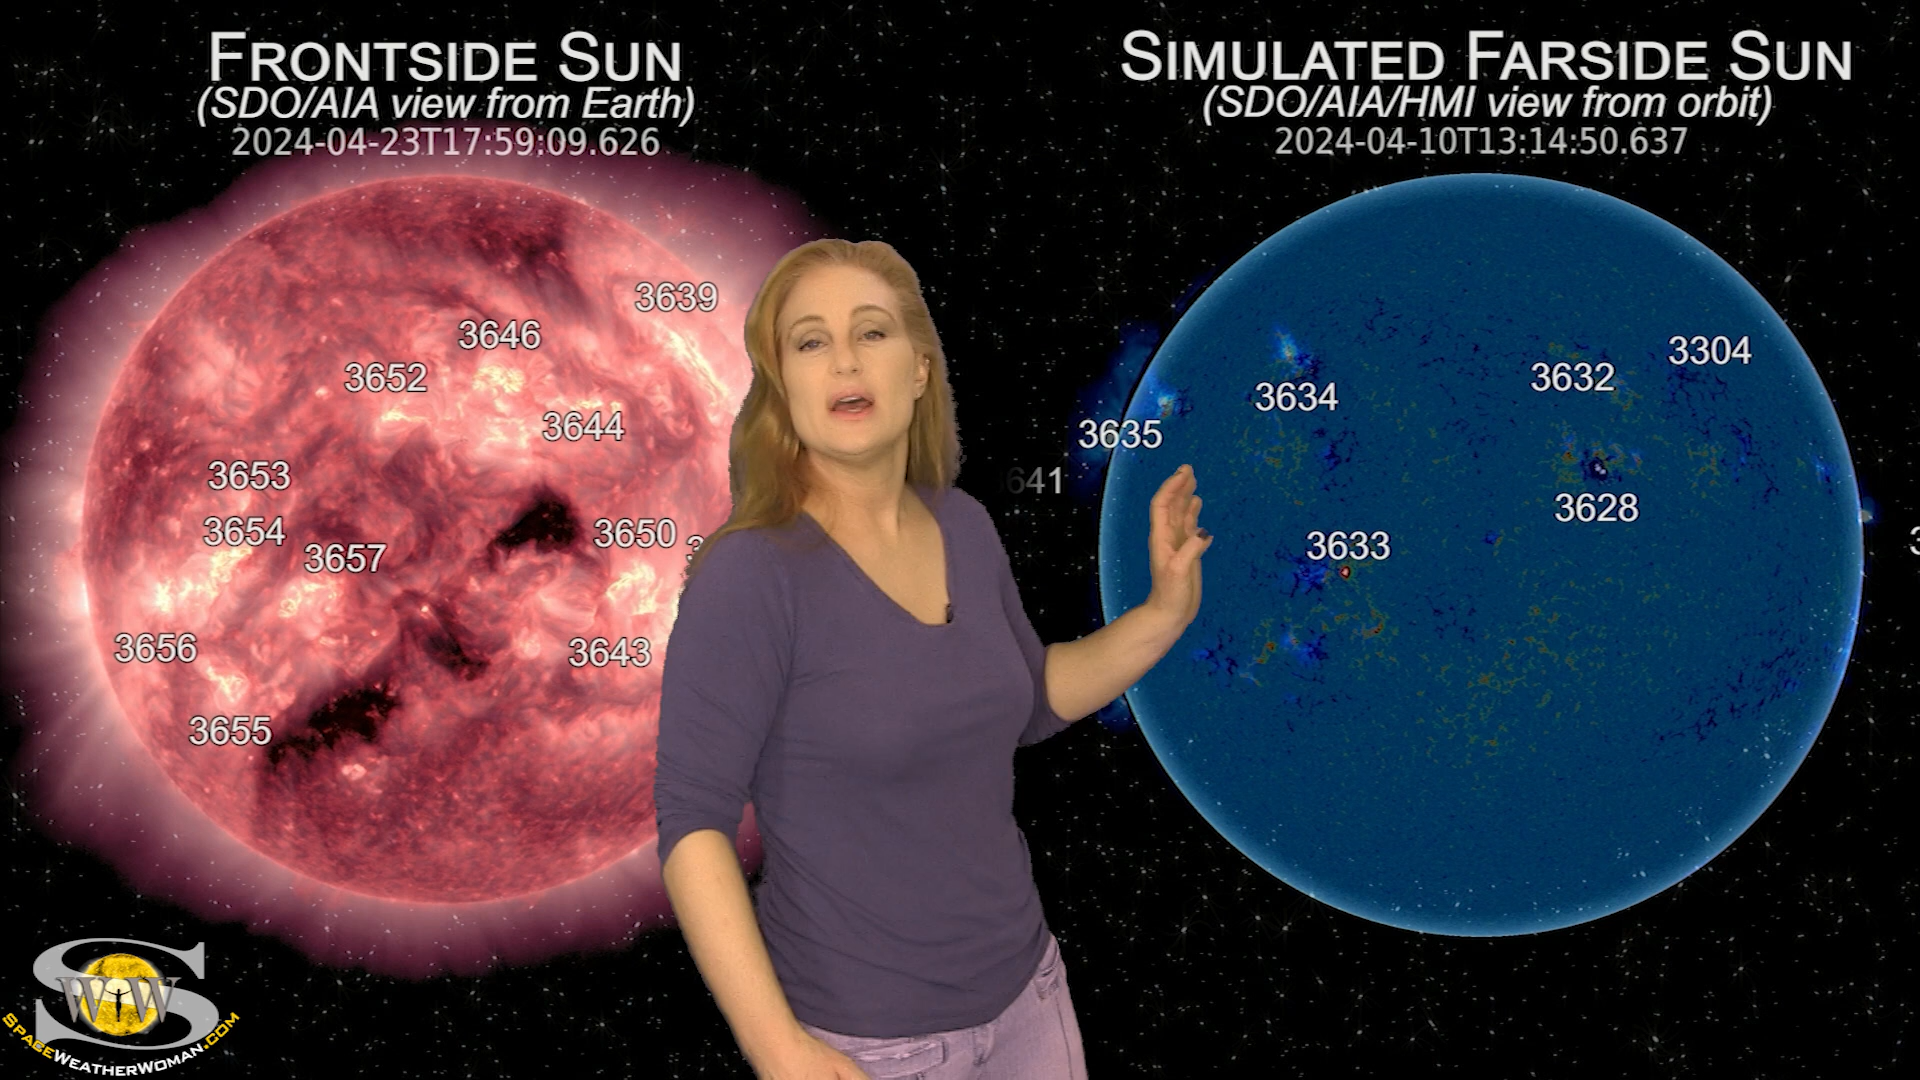 FRONTSIDE SUN
(SDO/AIA view from Earth)
2024-04-23T17:59:09.626
3639
3646
3652
3644
3653
3654
3657
3650
3656
3643
3655
SIMULATED FARSIDE SUN
(SDO/AIA/HMI view from orbit)
2024-04-10T13:14:50.637
3304
3632
3634
3635
641
3628
3633
S
WW
SPACEWEATHERWOMAN.COM